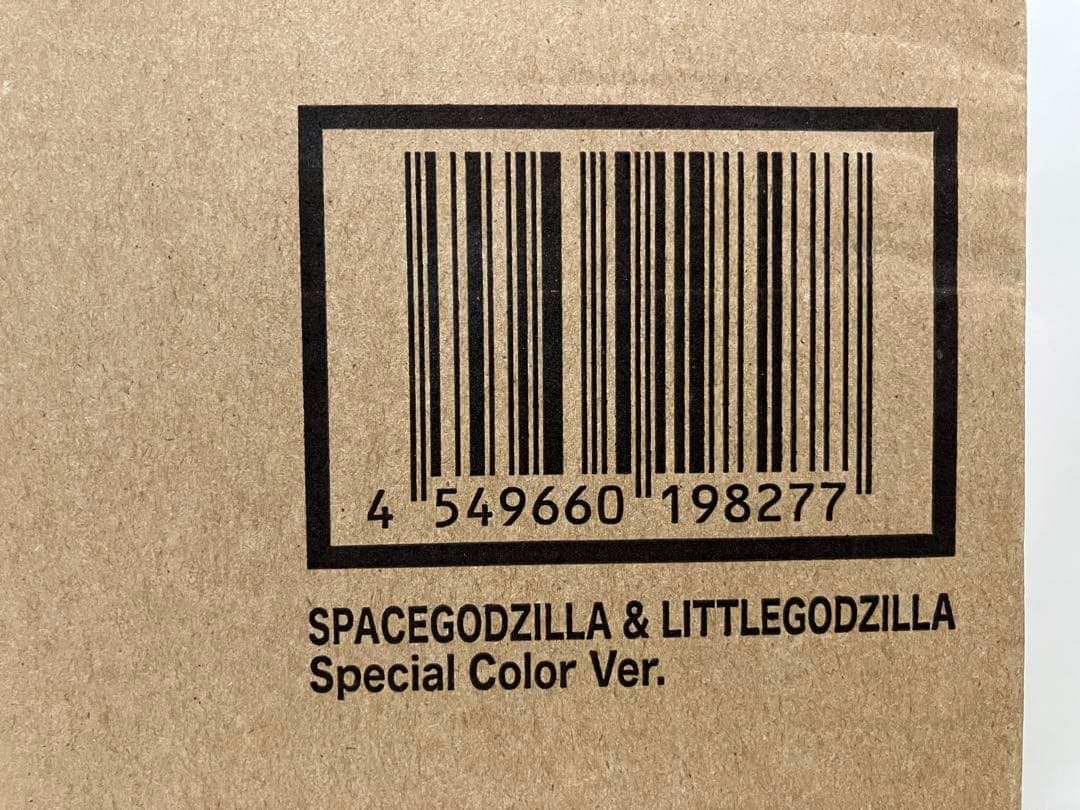 4 549660 198277
SPACEGODZILLA & LITTLEGODZILLA
Special Color Ver.